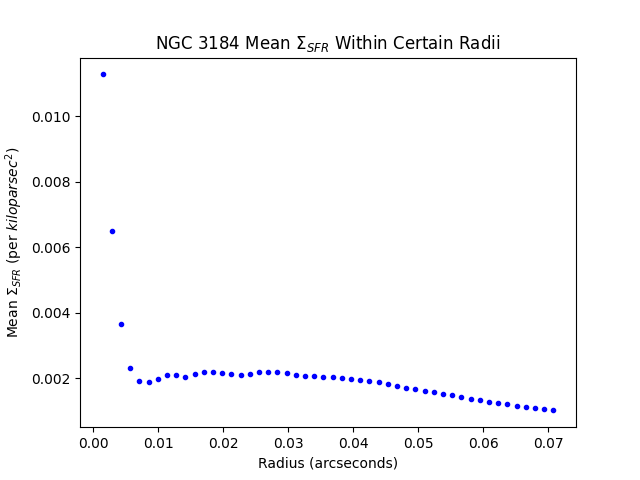 NGC 3184 Mean Σ_SFR Within Certain Radii
Mean Σ_SFR (per kiloparsec²)
0.010
0.008
0.006
0.004
0.002
0.00 0.01 0.02 0.03 0.04 0.05 0.06 0.07
Radius (arcseconds)